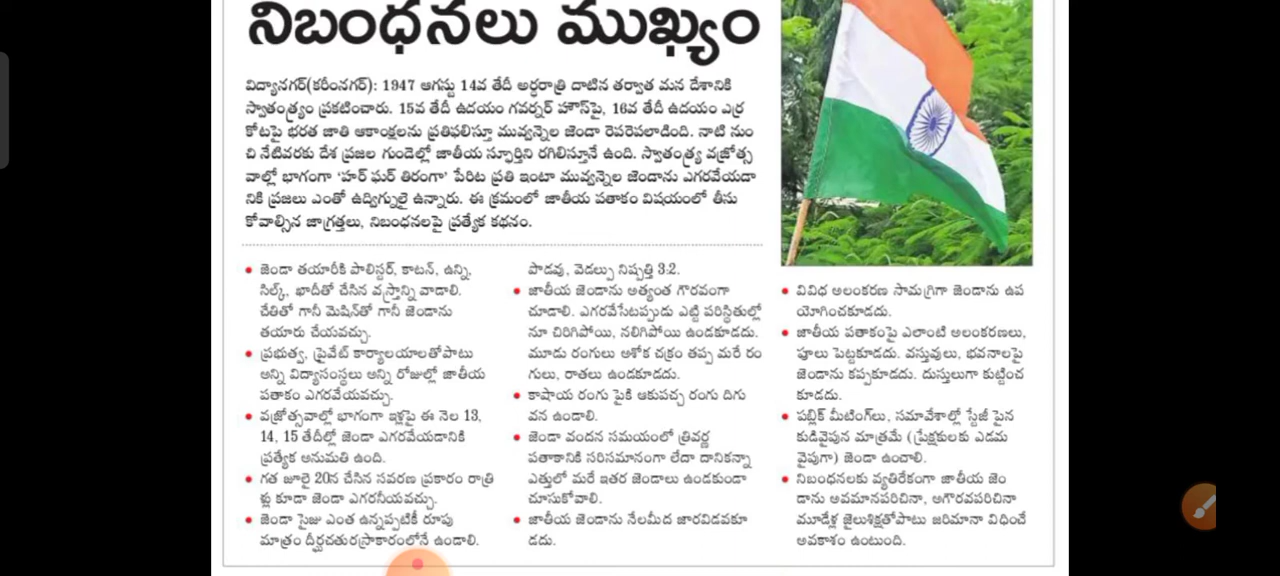 నిబంధనలు ముఖ్యం
విద్యానగర్(కరీంనగర్): 1947 ఆగస్టు 14వ తేదీ అర్ధరాత్రి దాటిన తర్వాత మన దేశానికి
స్వాతంత్ర్యం ప్రకటించారు. 15వ తేదీ ఉదయం గవర్నర్ హౌస్‌పై, 16వ తేదీ ఉదయం ఎర్ర
కోటపై భరత జాతి ఆకాంక్షలను ప్రతిఫలిస్తూ మువ్వన్నెల జెండా రెపరెపలాడింది. నాటి నుం
చి నేటివరకు దేశ ప్రజల గుండెల్లో జాతీయ స్ఫూర్తిని రగిలిస్తూనే ఉంది. స్వాతంత్ర్య వజ్రోత్స
వాల్లో భాగంగా ‘హర్ ఘర్ తిరంగా’ పేరిట ప్రతి ఇంటా మువ్వన్నెల జెండాను ఎగరవేయడా
నికి ప్రజలు ఎంతో ఉద్విగ్నులై ఉన్నారు. ఈ క్రమంలో జాతీయ పతాకం విషయంలో తీసు
కోవాల్సిన జాగ్రత్తలు, నిబంధనలపై ప్రత్యేక కథనం.
● జెండా తయారీకి పాలిస్టర్, కాటన్, ఉన్ని,
సిల్క్, ఖాదీతో చేసిన వస్త్రాన్ని వాడాలి.
చేతితో గానీ మెషిన్‌తో గానీ జెండాను
తయారు చేయవచ్చు.
● ప్రభుత్వ, ప్రైవేట్ కార్యాలయాలతోపాటు
అన్ని విద్యాసంస్థలు అన్ని రోజుల్లో జాతీయ
పతాకం ఎగరవేయవచ్చు.
● వజ్రోత్సవాల్లో భాగంగా ఇళ్లపై ఈ నెల 13,
14, 15 తేదీల్లో జెండా ఎగరవేయడానికి
ప్రత్యేక అనుమతి ఉంది.
● గత జూలై 20న చేసిన సవరణ ప్రకారం రాత్రి
ళ్లు కూడా జెండా ఎగరనీయవచ్చు.
● జెండా సైజు ఎంత ఉన్నప్పటికీ రూపు
మాత్రం దీర్ఘచతురస్రాకారంలోనే ఉండాలి.
పొడవు, వెడల్పు నిష్పత్తి 3:2.
● జాతీయ జెండాను అత్యంత గౌరవంగా
చూడాలి. ఎగరవేసేటప్పుడు ఎట్టి పరిస్థితుల్లో
నూ చిరిగిపోయి, నలిగిపోయి ఉండకూడదు.
మూడు రంగులు అశోక చక్రం తప్ప మరే రం
గులు, రాతలు ఉండకూడదు.
● కాషాయ రంగు పైకి ఆకుపచ్చ రంగు దిగు
వన ఉండాలి.
● జెండా వందన సమయంలో త్రివర్ణ
పతాకానికి సరిసమానంగా లేదా దానికన్నా
ఎత్తులో మరే ఇతర జెండాలు ఉండకుండా
చూసుకోవాలి.
● జాతీయ జెండాను నేలమీద జారవిడవకూ
డదు.
● వివిధ అలంకరణ సామగ్రిగా జెండాను ఉప
యోగించకూడదు.
● జాతీయ పతాకంపై ఎలాంటి అలంకరణలు,
పూలు పెట్టకూడదు. వస్తువులు, భవనాలపై
జెండాను కప్పకూడదు. దుస్తులుగా కుట్టించ
కూడదు.
● పబ్లిక్ మీటింగ్‌లు, సమావేశాల్లో స్టేజీ పైన
కుడివైపున మాత్రమే (ప్రేక్షకులకు ఎడమ
వైపుగా) జెండా ఉంచాలి.
● నిబంధనలకు వ్యతిరేకంగా జాతీయ జెం
డాను అవమానపరిచినా, అగౌరవపరిచినా
మూడేళ్ల జైలుశిక్షతోపాటు జరిమానా విధించే
అవకాశం ఉంటుంది.